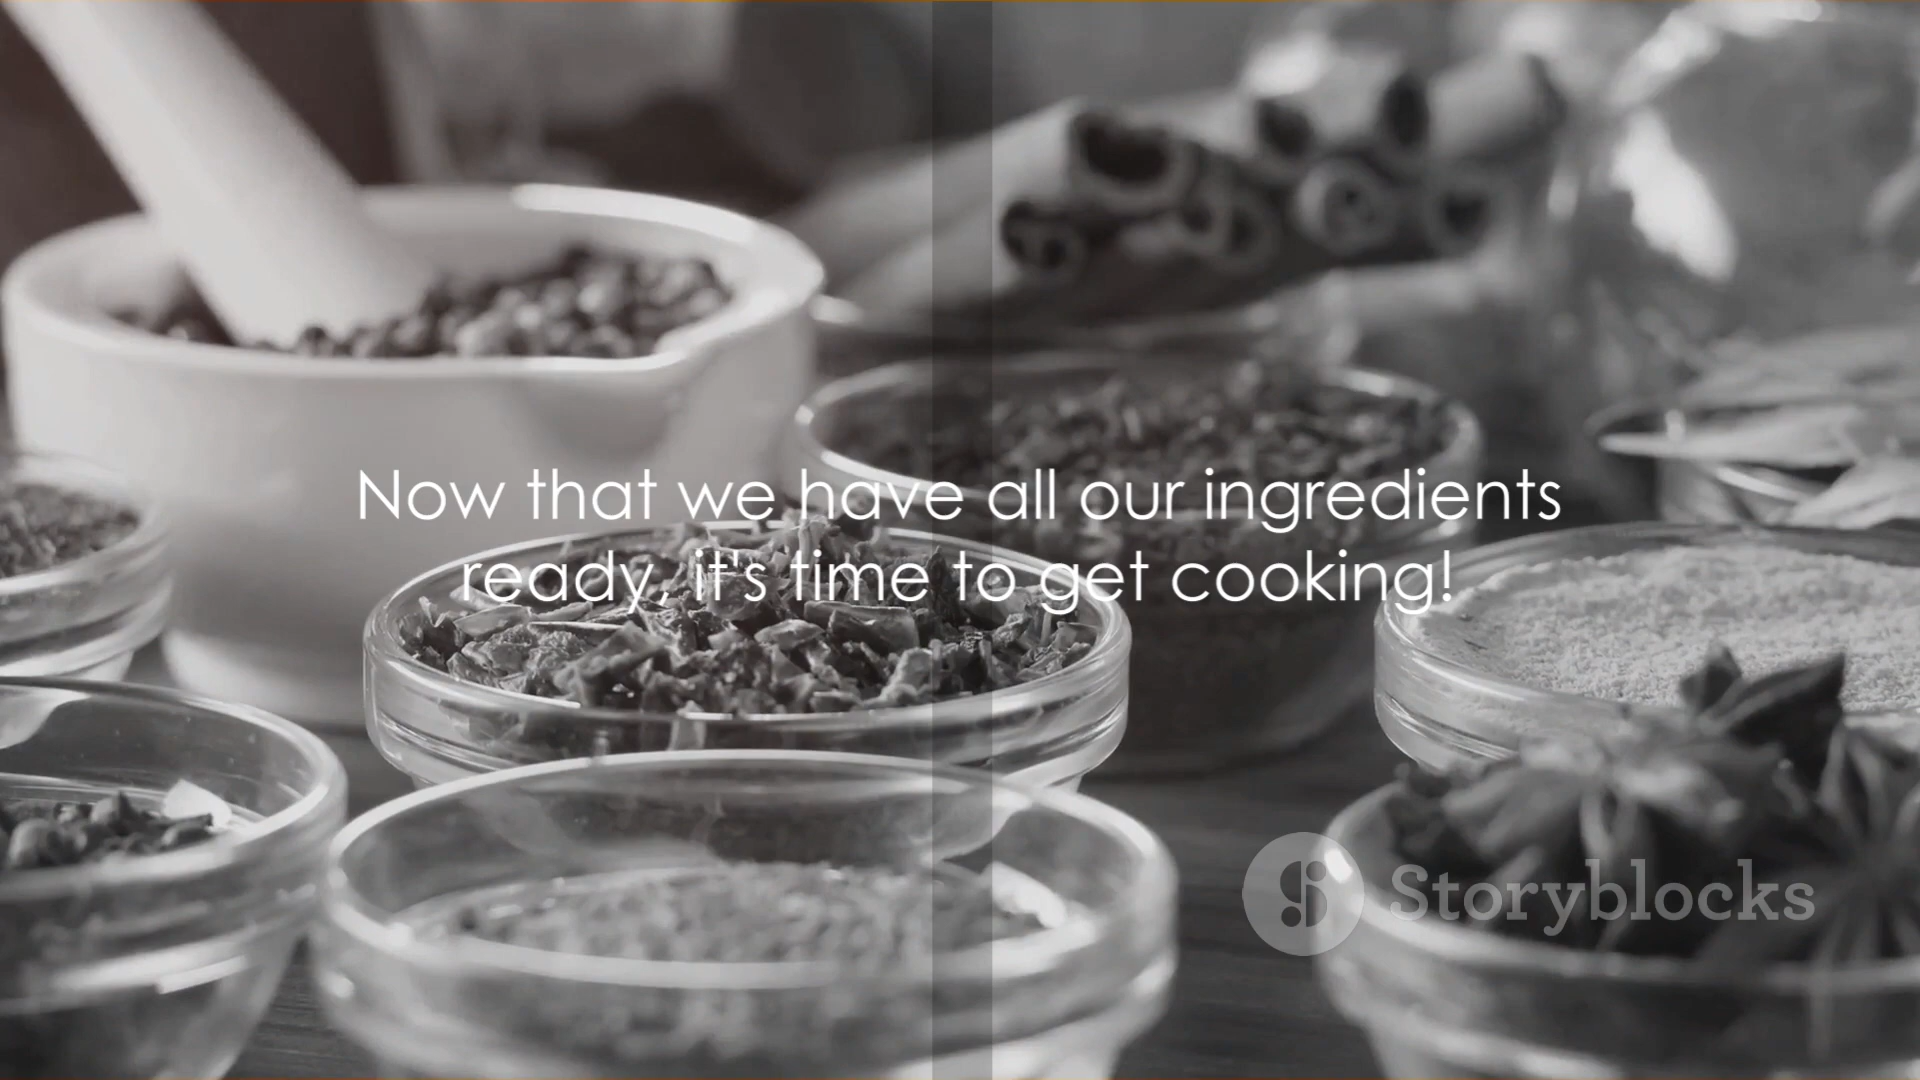 Now that we have all our ingredients
ready, it's time to get cooking!
Storyblocks